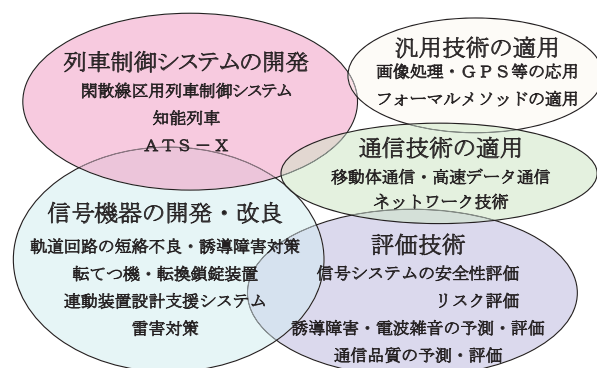 列車制御システムの開発
閑散線区用列車制御システム
知能列車
ＡＴＳ－Ｘ
汎用技術の適用
画像処理・ＧＰＳ等の応用
フォーマルメソッドの適用
通信技術の適用
移動体通信・高速データ通信
ネットワーク技術
信号機器の開発・改良
軌道回路の短絡不良・誘導障害対策
転てつ機・転換鎖錠装置
連動装置設計支援システム
雷害対策
評価技術
信号システムの安全性評価
リスク評価
誘導障害・電波雑音の予測・評価
通信品質の予測・評価